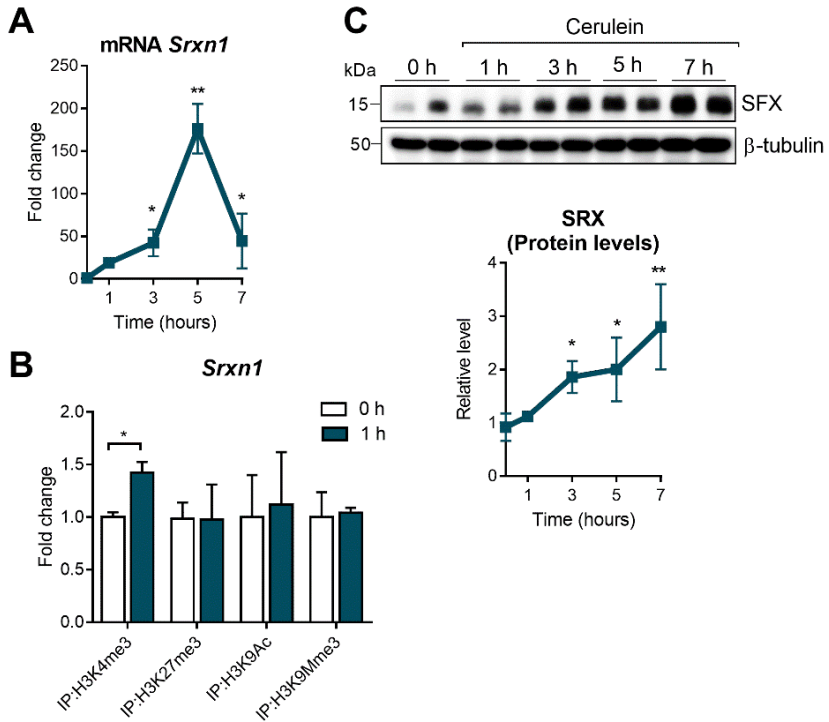 A
mRNA Srxn1
Fold change
250
200
150
100
50
0
*
**
*
1 3 5 7
Time (hours)
B
Srxn1
0 h
1 h
Fold change
2.0
1.5
1.0
0.5
0.0
*
IP:H3K4me3
IP:H3K27me3
IP:H3K9Ac
IP:H3K9Mme3
C
Cerulein
kDa 0 h 1 h 3 h 5 h 7 h
15 SFX
50 β-tubulin
SRX
(Protein levels)
Relative level
4
3
2
1
0
*
*
**
1 3 5 7
Time (hours)